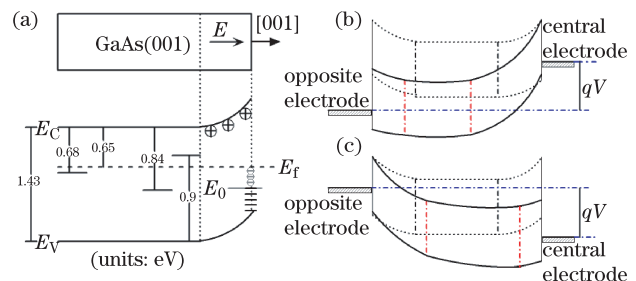 (a)
GaAs(001)
E
[001]
E_C
0.68
0.65
0.84
0.9
1.43
E_f
E_0
E_V
(units: eV)
(b)
central
electrode
opposite
electrode
qV
(c)
opposite
electrode
qV
central
electrode